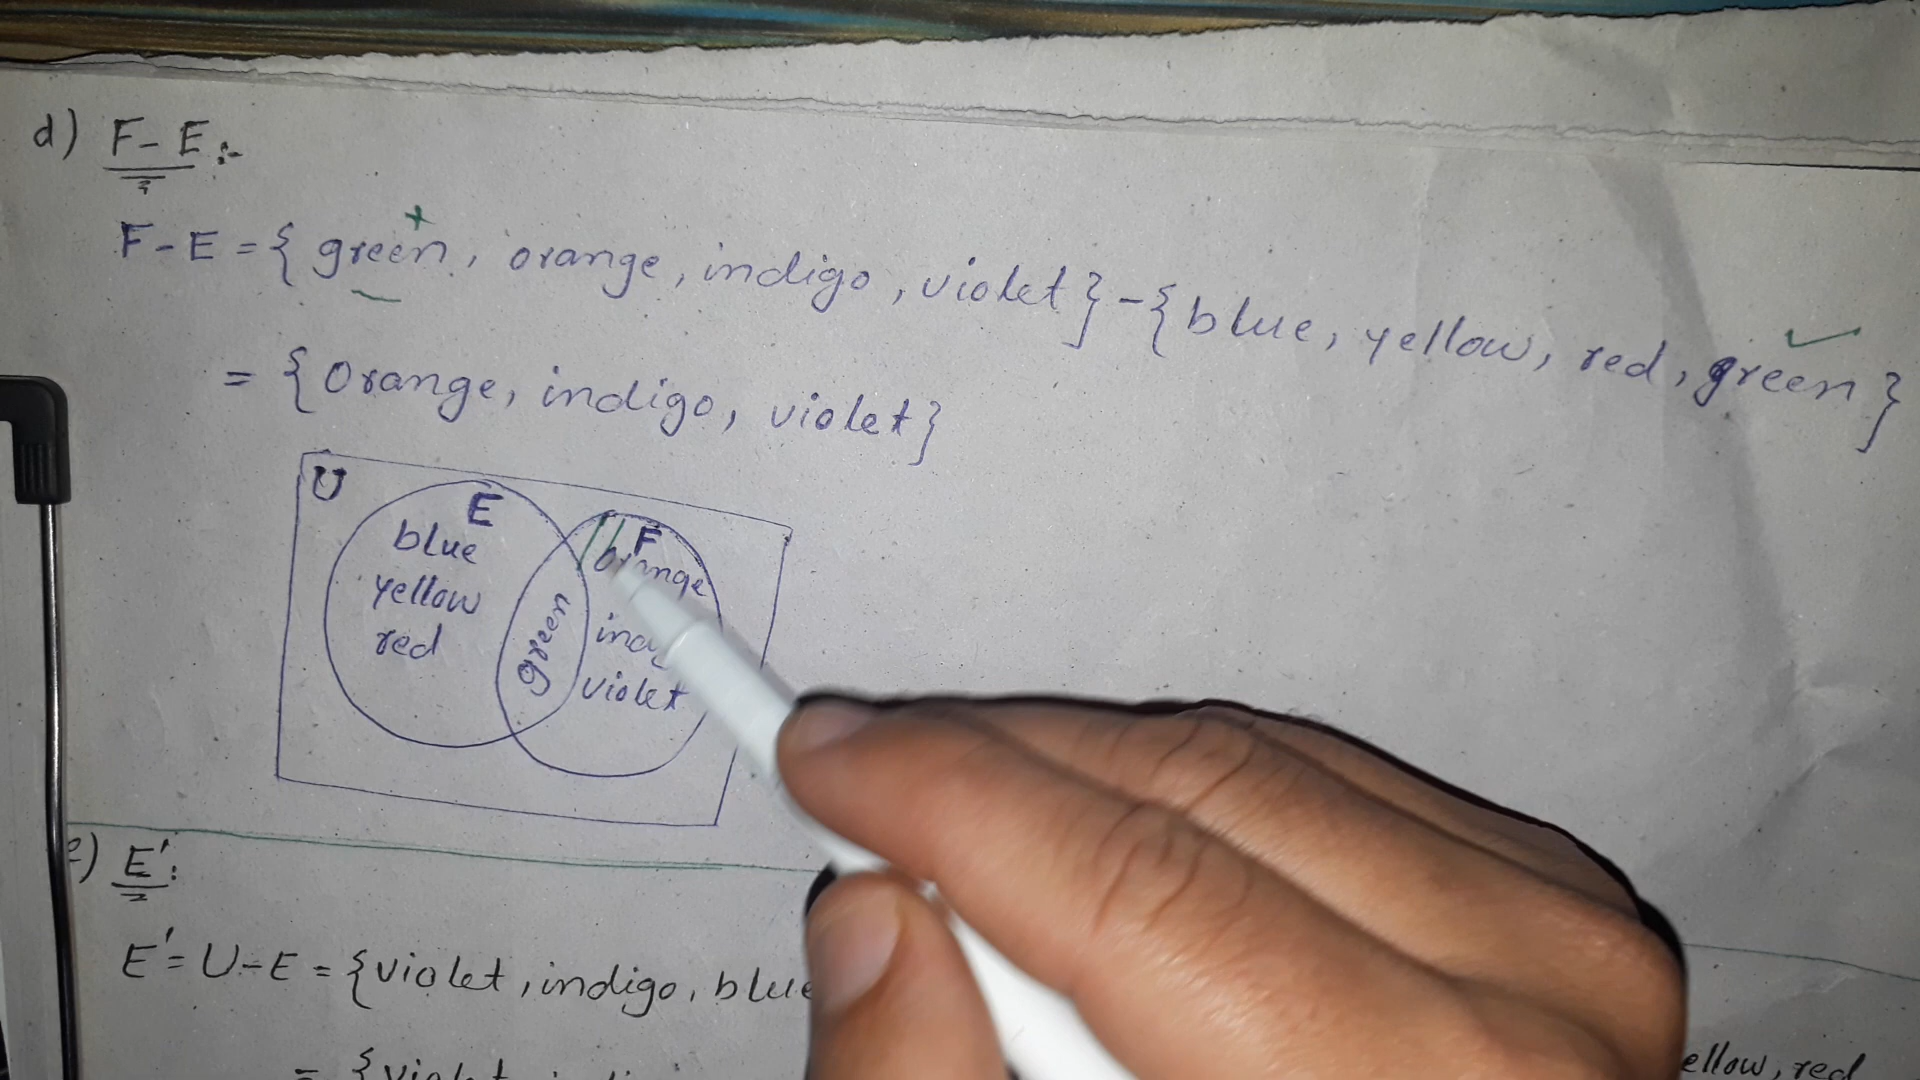 d) F-E:-
F-E = { green, orange, indigo, violet } - { blue, yellow, red, green }
= { Orange, indigo, violet }
U
E
F
blue
yellow
red
green
orange
violet
E':
E' = U-E = { violet, indigo, blue
ellow, red